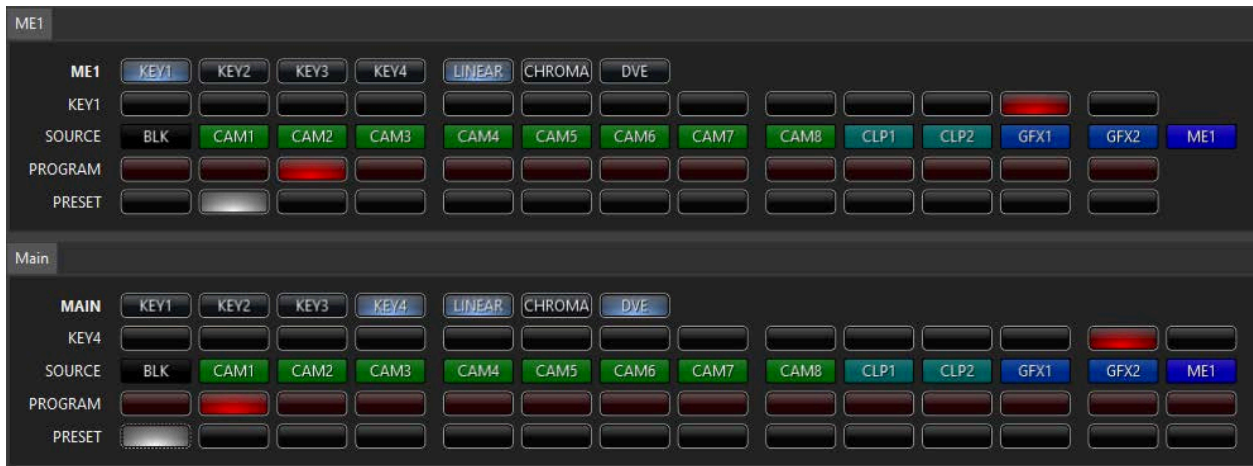 ME1
ME1 KEY1 KEY2 KEY3 KEY4 LINEAR CHROMA DVE
KEY1
SOURCE BLK CAM1 CAM2 CAM3 CAM4 CAM5 CAM6 CAM7 CAM8 CLP1 CLP2 GFX1 GFX2 ME1
PROGRAM
PRESET
Main
MAIN KEY1 KEY2 KEY3 KEY4 LINEAR CHROMA DVE
KEY4
SOURCE BLK CAM1 CAM2 CAM3 CAM4 CAM5 CAM6 CAM7 CAM8 CLP1 CLP2 GFX1 GFX2 ME1
PROGRAM
PRESET